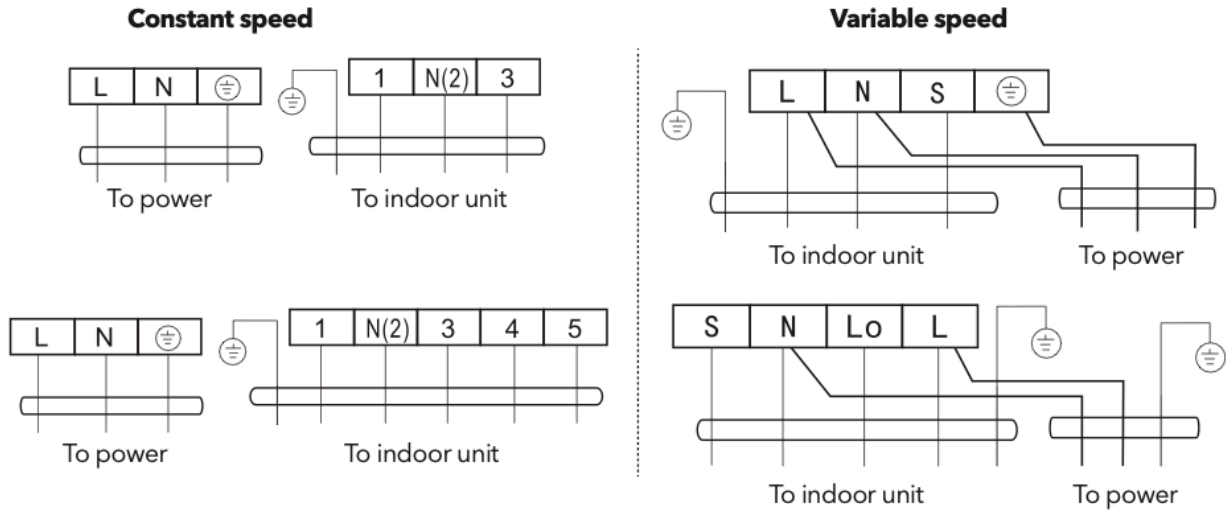 Constant speed
L N
1 N(2) 3
To power
To indoor unit
L N
1 N(2) 3 4 5
To power
To indoor unit
Variable speed
L N S
To indoor unit
To power
S N Lo L
To indoor unit
To power